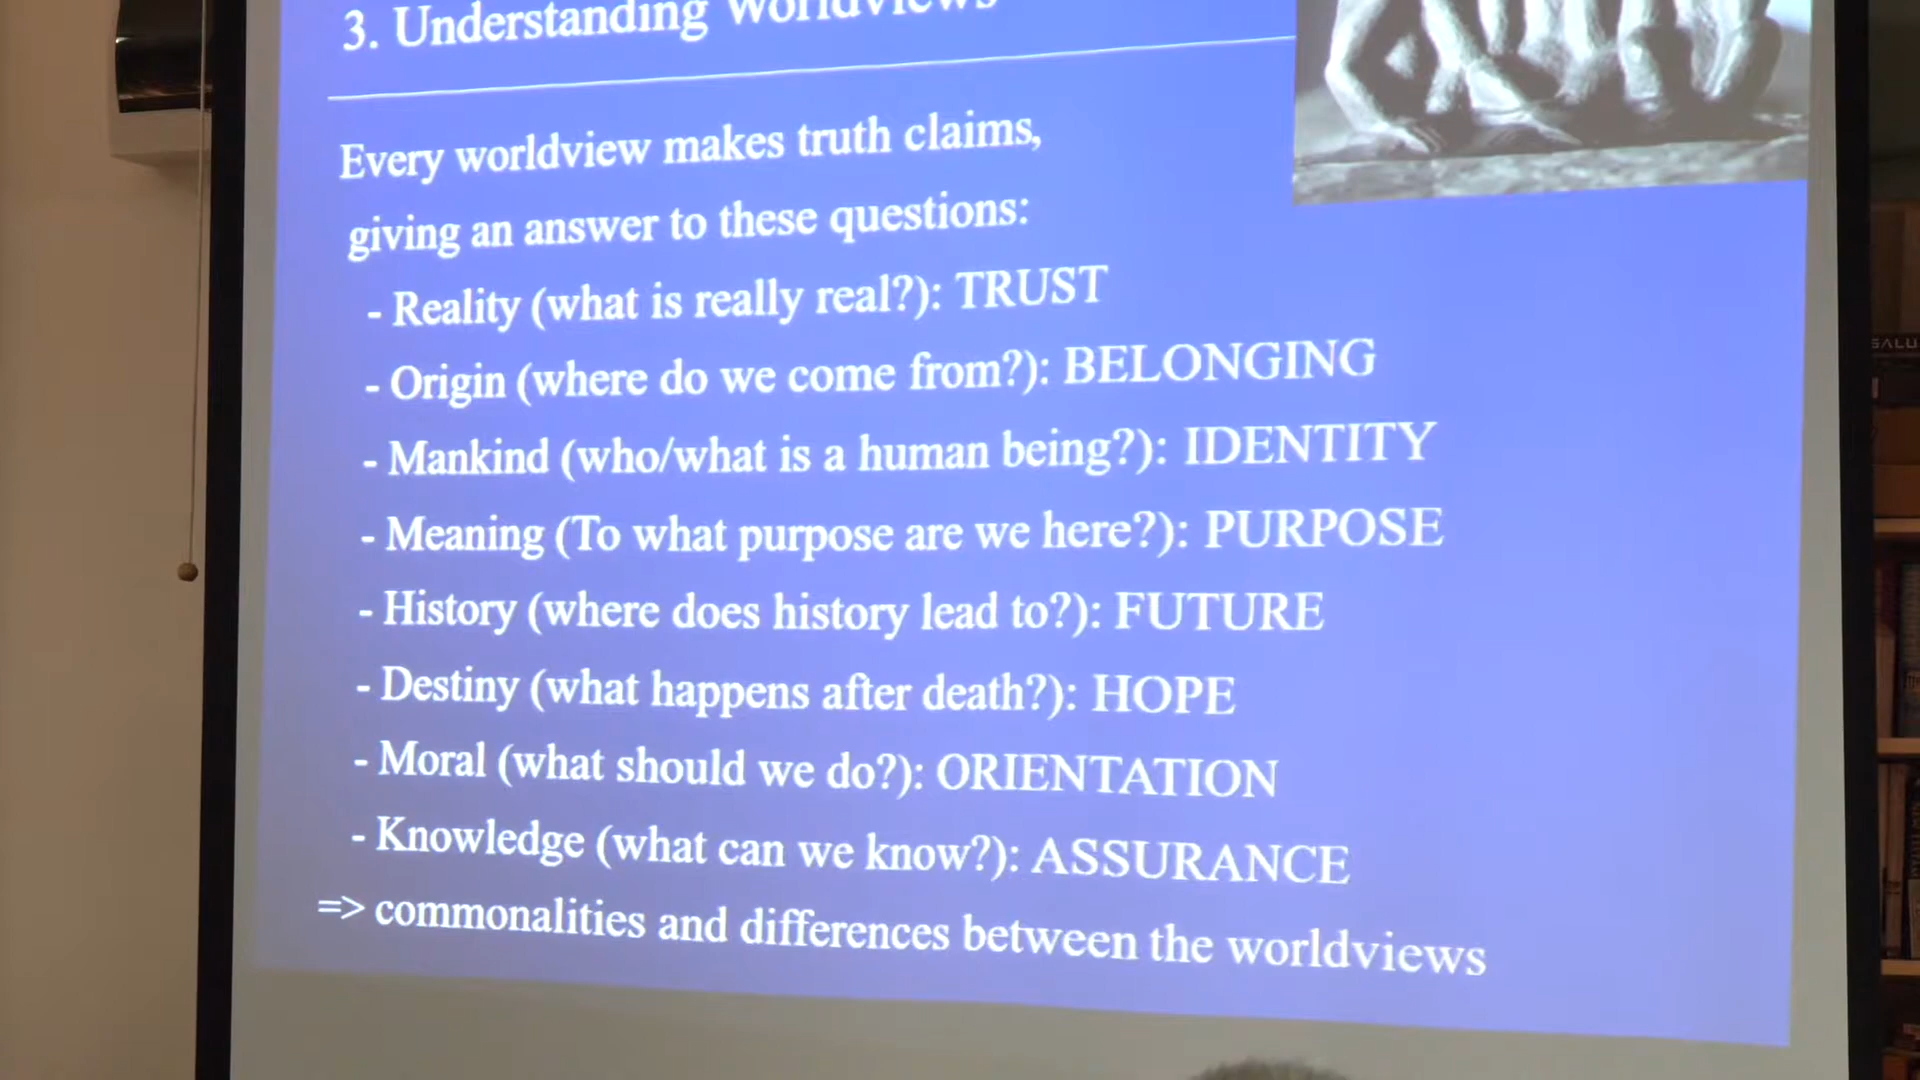 3. Understanding Worldviews
Every worldview makes truth claims,
giving an answer to these questions:
- Reality (what is really real?): TRUST
- Origin (where do we come from?): BELONGING
- Mankind (who/what is a human being?): IDENTITY
- Meaning (To what purpose are we here?): PURPOSE
- History (where does history lead to?): FUTURE
- Destiny (what happens after death?): HOPE
- Moral (what should we do?): ORIENTATION
- Knowledge (what can we know?): ASSURANCE
=> commonalities and differences between the worldviews
SALU